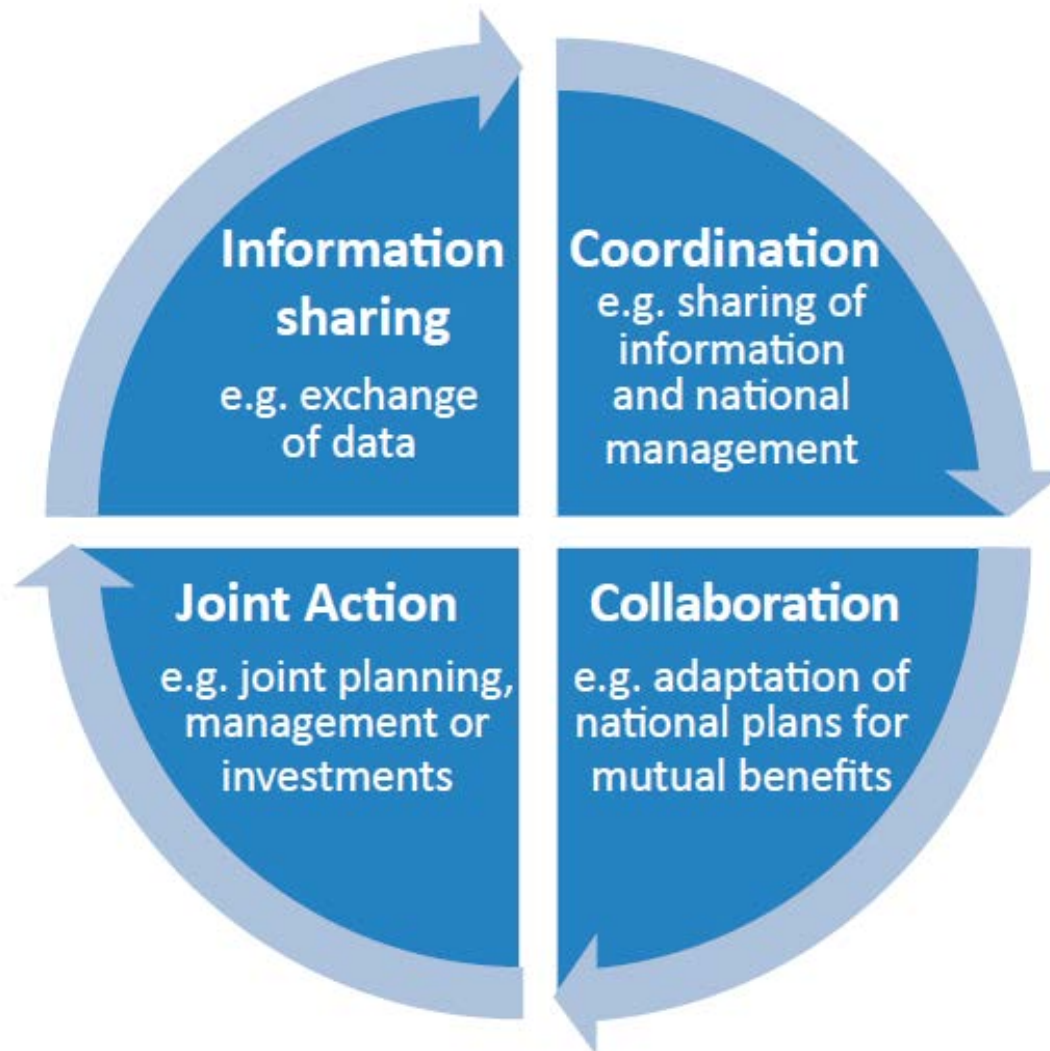 Information
sharing
e.g. exchange
of data
Coordination
e.g. sharing of
information
and national
management
Joint Action
e.g. joint planning,
management or
investments
Collaboration
e.g. adaptation of
national plans for
mutual benefits